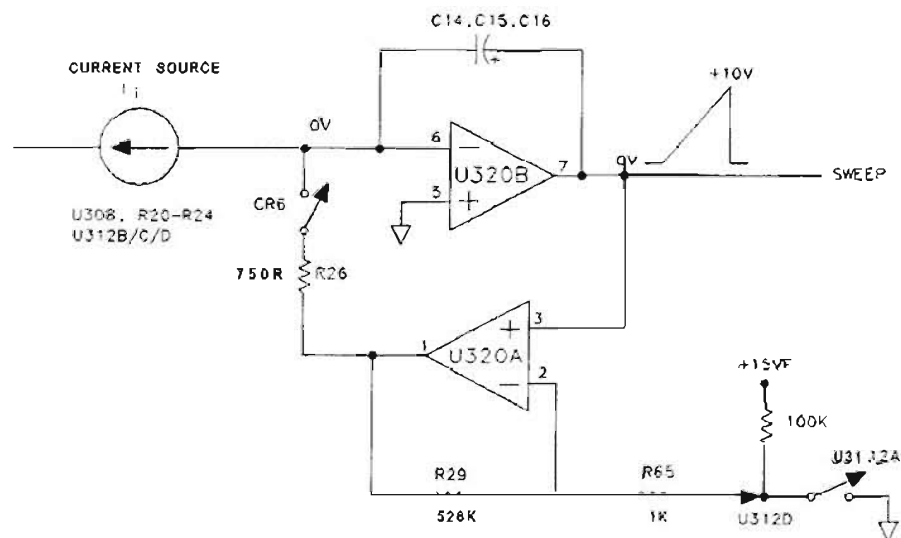 C14,C15,C16
CURRENT SOURCE
I i
+10V
0V
6
7
0V
U320B
5
SWEEP
U308, R20-R24
U312B/C/D
CR6
750R
R26
3
1
U320A
2
+15VF
100K
R29
R65
526K
1K
U312D